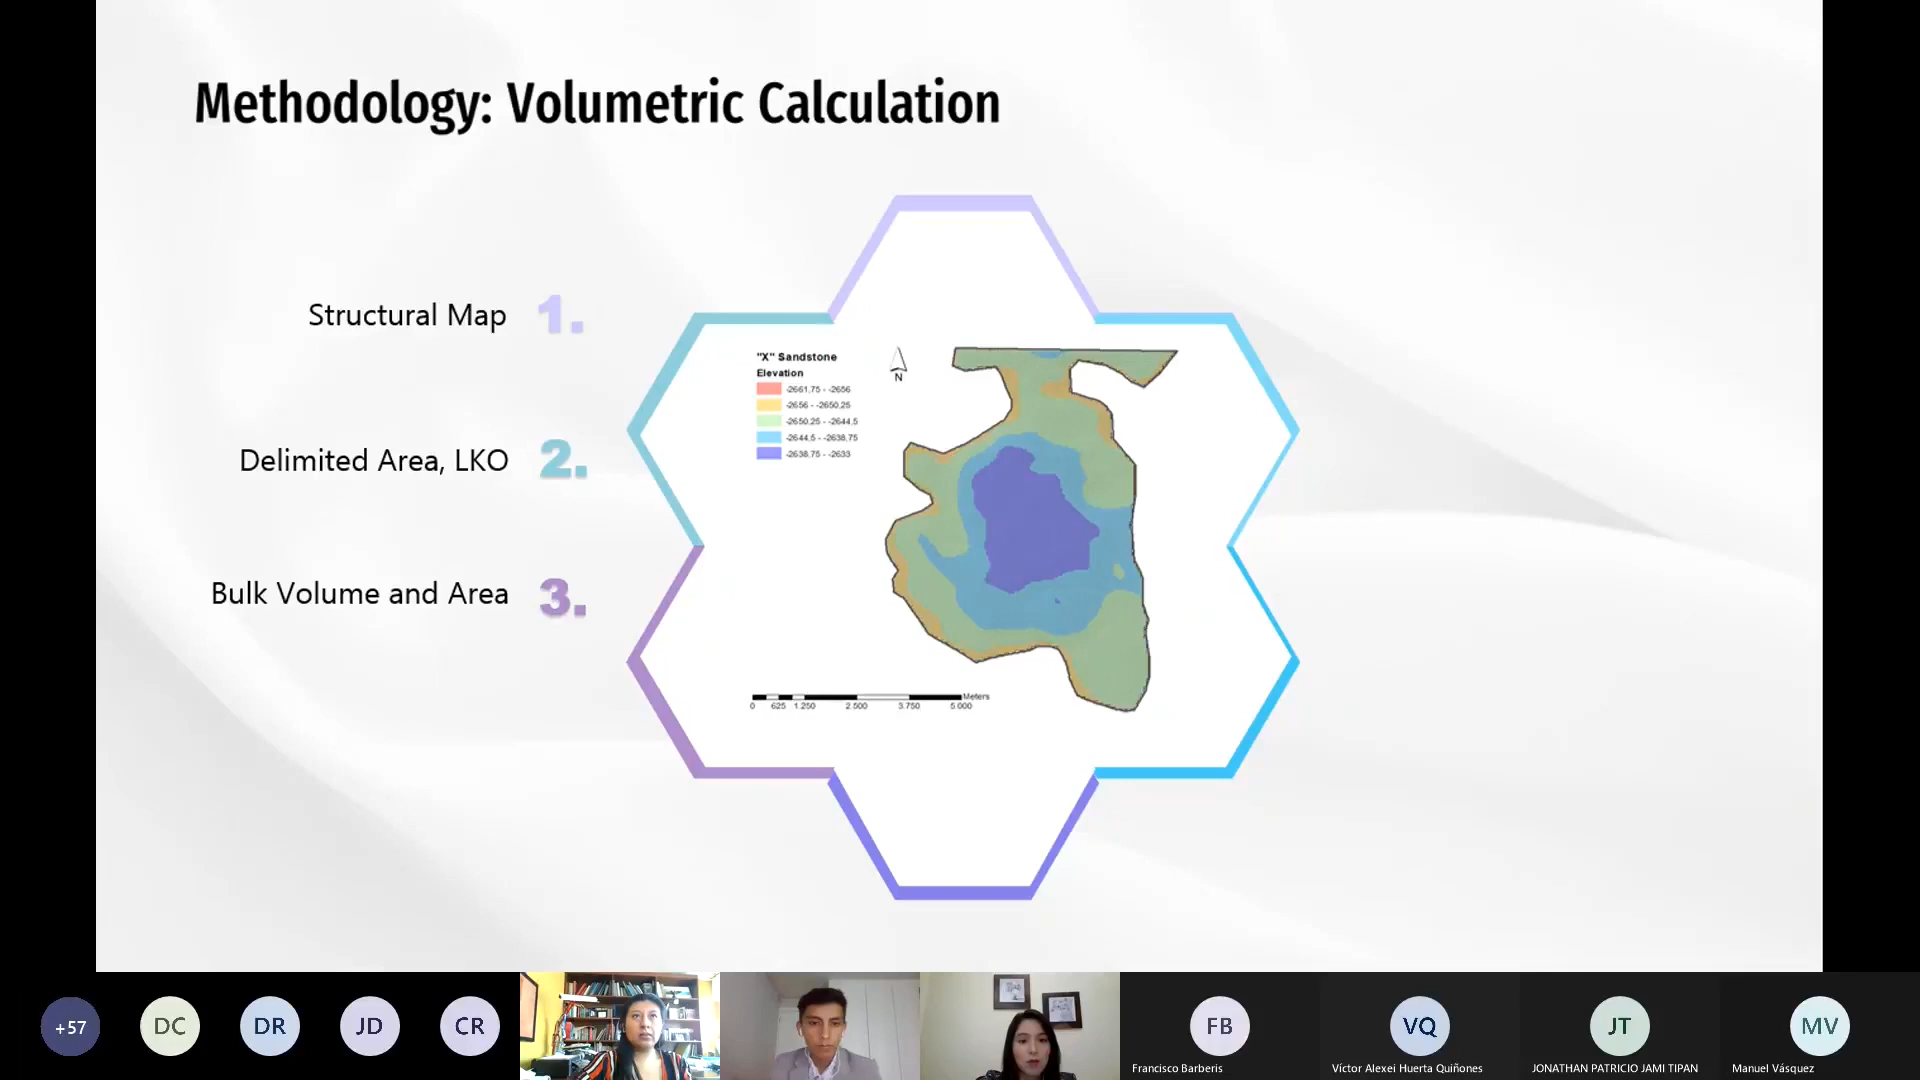 Methodology: Volumetric Calculation
Structural Map 1.
Delimited Area, LKO 2.
Bulk Volume and Area 3.
"X" Sandstone
Elevation
-2661,75 - -2656
-2656 - -2650,25
-2650,25 - -2644,5
-2644,5 - -2638,75
-2638,75 - -2633
N
Meters
0 625 1.250 2.500 3.750 5.000
+57
DC
DR
JD
CR
FB
VQ
JT
MV
Francisco Barberis
Víctor Alexei Huerta Quiñones
JONATHAN PATRICIO JAMI TIPAN
Manuel Vásquez